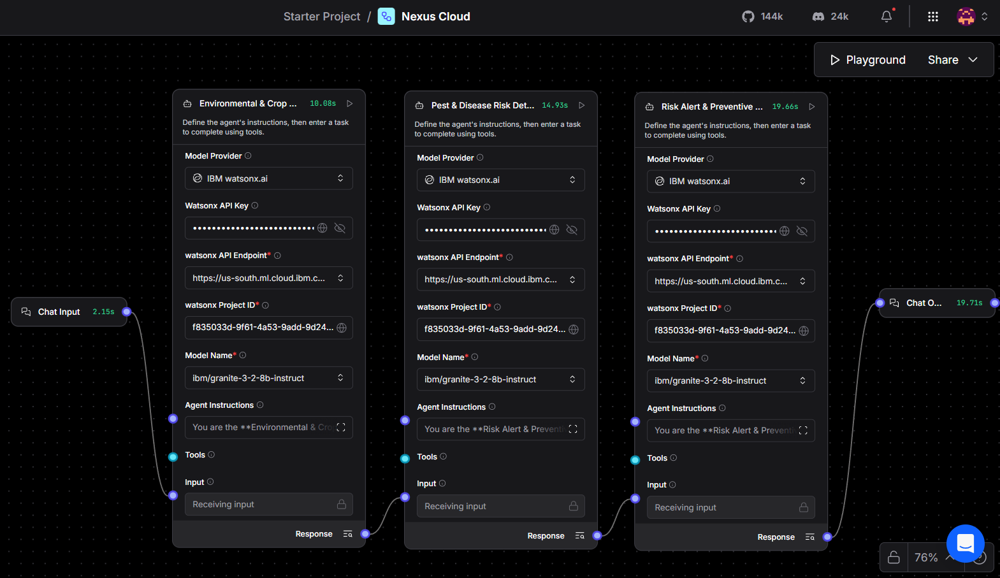 Starter Project / Nexus Cloud
144k
24k
Playground
Share
Chat Input 2.15s
Environmental & Crop ... 10.08s
Define the agent's instructions, then enter a task
to complete using tools.
Model Provider
IBM watsonx.ai
Watsonx API Key
••••••••••••••••••••••••••
watsonx API Endpoint*
https://us-south.ml.cloud.ibm.c...
watsonx Project ID*
f835033d-9f61-4a53-9add-9d24...
Model Name*
ibm/granite-3-2-8b-instruct
Agent Instructions
You are the **Environmental & Cro
Tools
Input
Receiving input
Response
Pest & Disease Risk Det... 14.93s
Define the agent's instructions, then enter a task
to complete using tools.
Model Provider
IBM watsonx.ai
Watsonx API Key
••••••••••••••••••••••••••
watsonx API Endpoint*
https://us-south.ml.cloud.ibm.c...
watsonx Project ID*
f835033d-9f61-4a53-9add-9d24...
Model Name*
ibm/granite-3-2-8b-instruct
Agent Instructions
You are the **Risk Alert & Prevent
Tools
Input
Receiving input
Response
Risk Alert & Preventive ... 19.66s
Define the agent's instructions, then enter a task
to complete using tools.
Model Provider
IBM watsonx.ai
Watsonx API Key
••••••••••••••••••••••••••
watsonx API Endpoint*
https://us-south.ml.cloud.ibm.c...
watsonx Project ID*
f835033d-9f61-4a53-9add-9d24...
Model Name*
ibm/granite-3-2-8b-instruct
Agent Instructions
You are the **Risk Alert & Preventi
Tools
Input
Receiving input
Response
Chat O... 19.71s
76%